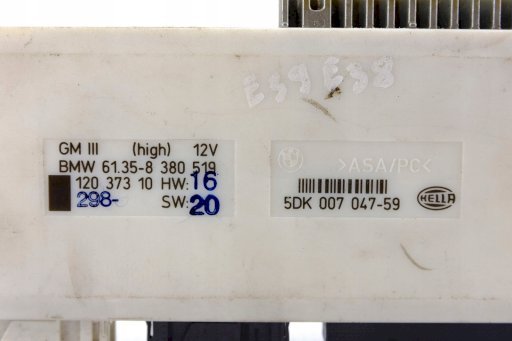 E39 E38
GM III (high) 12V
BMW 61.35-8 380 519
120 373 10 HW: 16
298- SW: 20
>ASA/PC<
5DK 007 047-59
HELLA